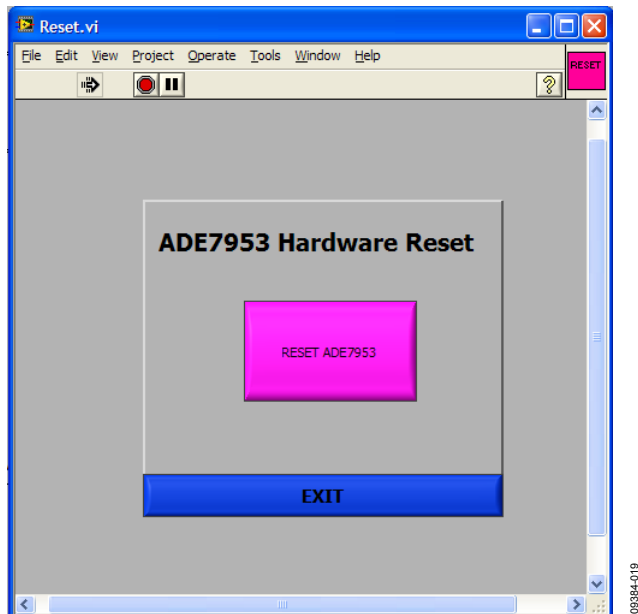 Reset.vi
File Edit View Project Operate Tools Window Help
RESET
?
ADE7953 Hardware Reset
RESET ADE7953
EXIT
09384-019